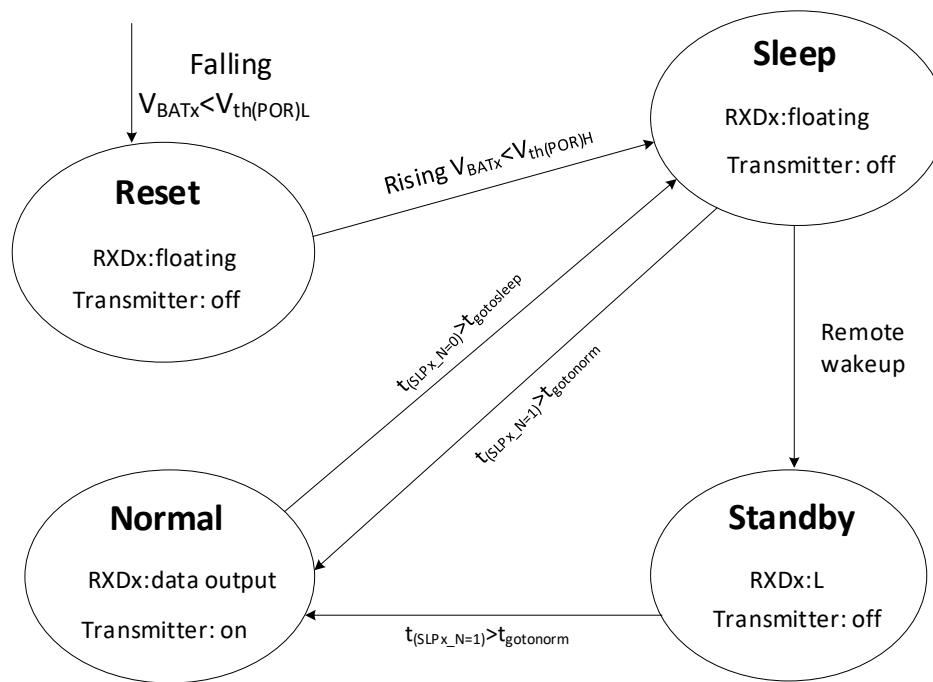 Falling
V_BATx<V_th(POR)L
Reset
RXDx:floating
Transmitter: off
Rising V_BATx<V_th(POR)H
Sleep
RXDx:floating
Transmitter: off
t_(SLPx_N=0)>t_gotosleep
t_(SLPx_N=1)>t_gotonorm
Remote
wakeup
Normal
RXDx:data output
Transmitter: on
t_(SLPx_N=1)>t_gotonorm
Standby
RXDx:L
Transmitter: off